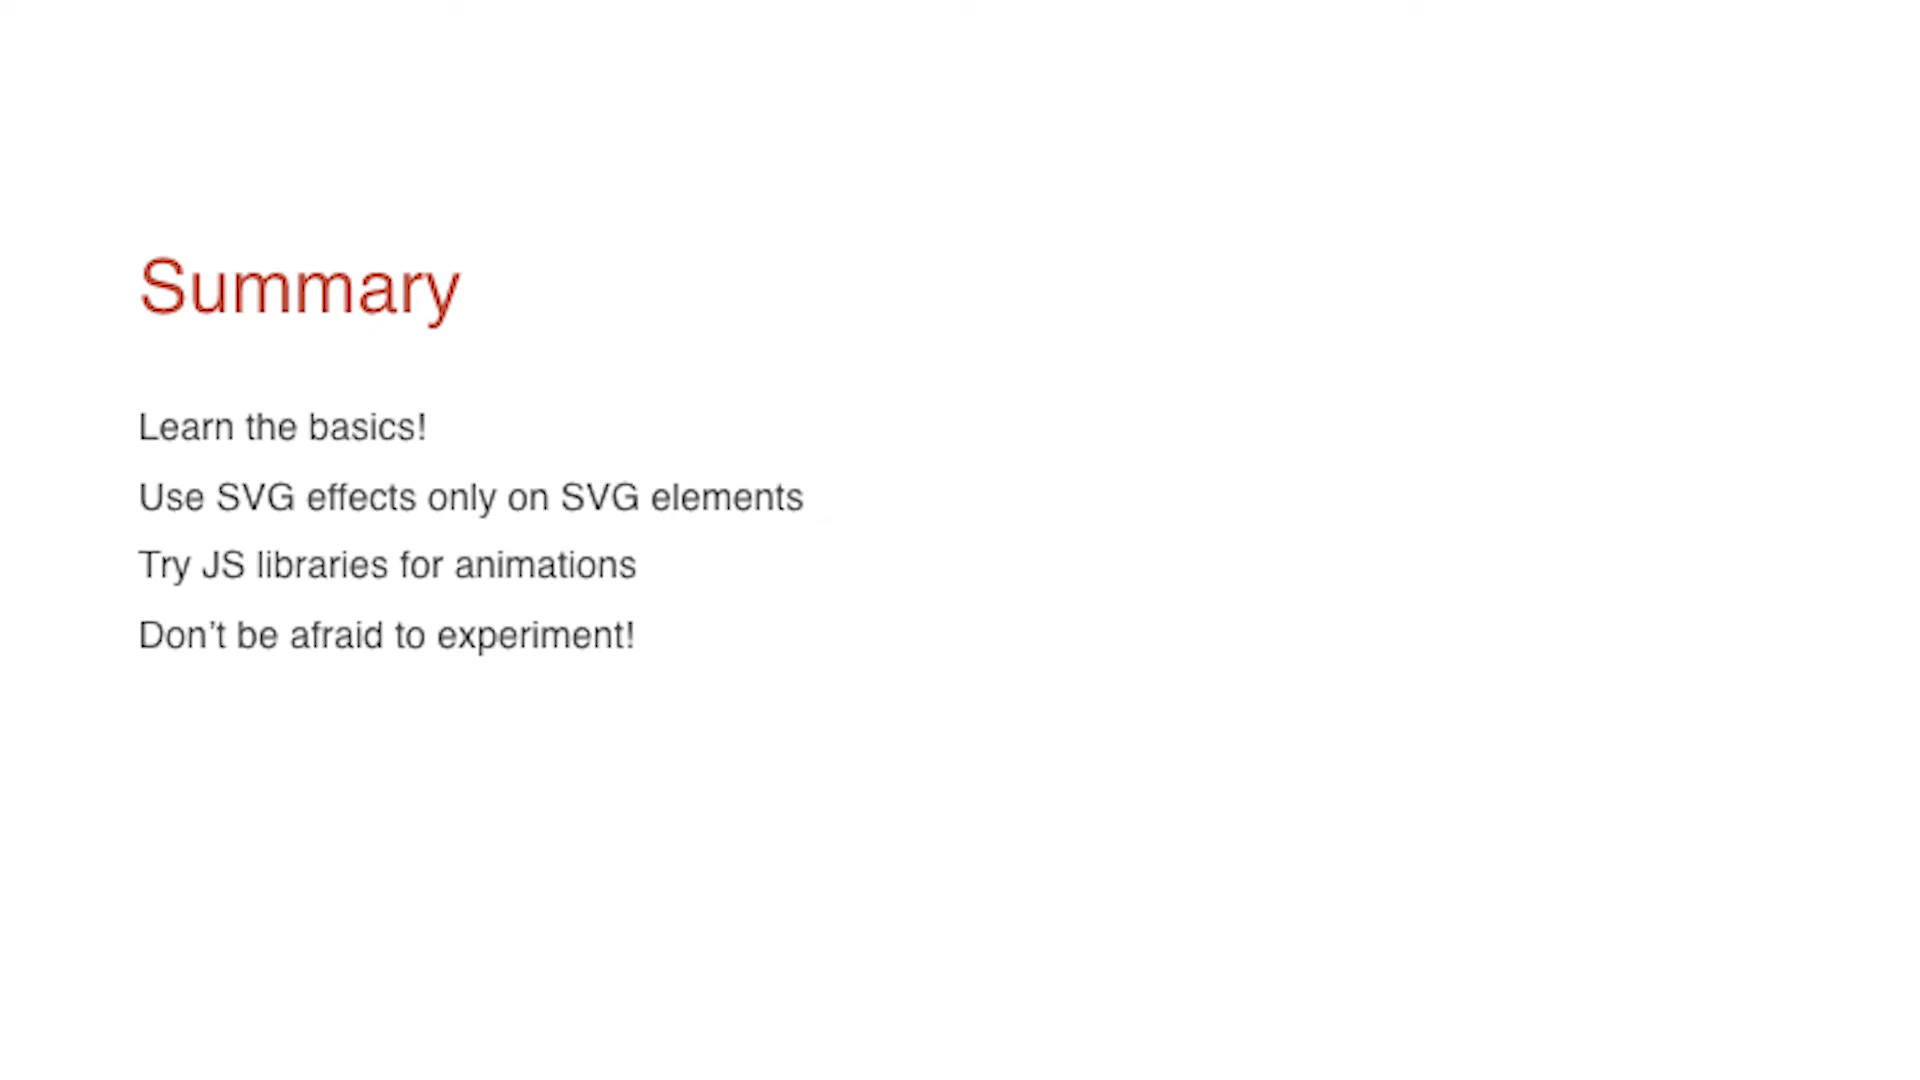 Summary
Learn the basics!
Use SVG effects only on SVG elements
Try JS libraries for animations
Don’t be afraid to experiment!